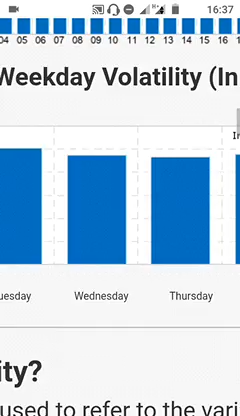 16:37
04 05 06 07 08 09 10 11 12 13 14 15 16
Weekday Volatility (In
Tuesday Wednesday Thursday
ity?
used to refer to the vari